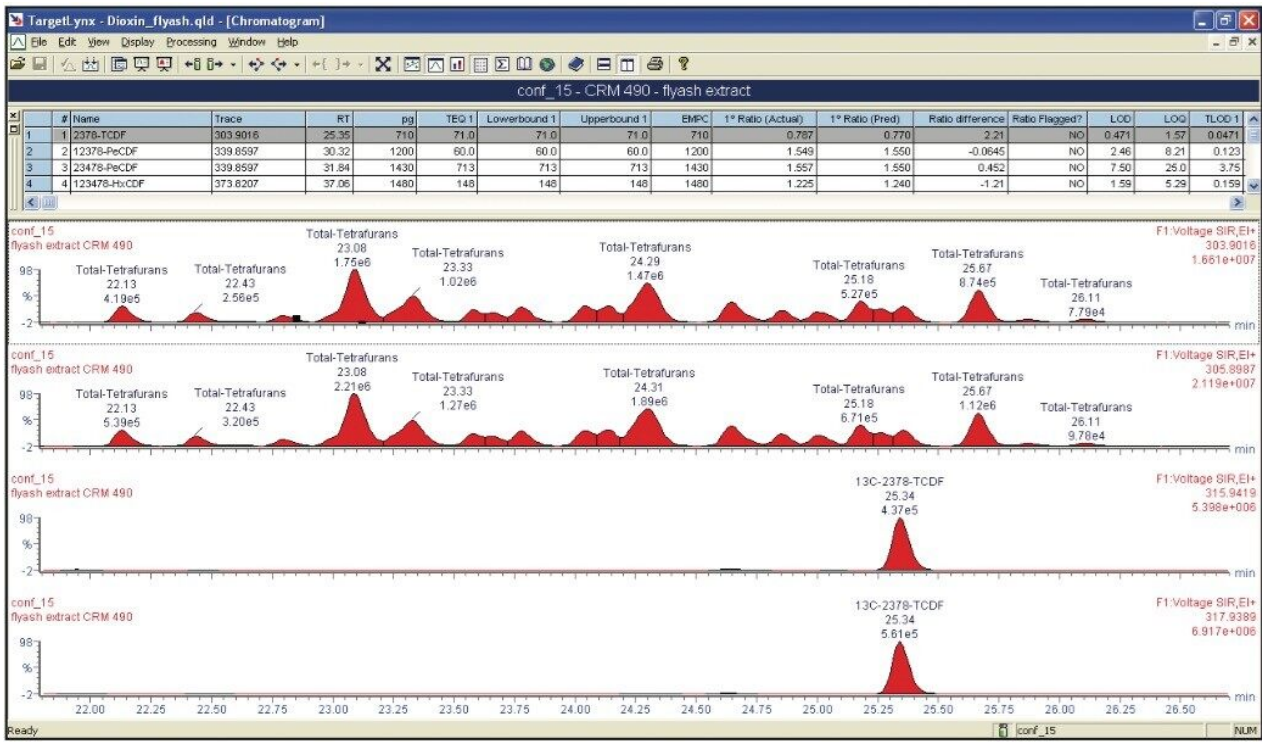 TargetLynx - Dioxin_flyash.qld - [Chromatogram]
File Edit View Display Processing Window Help
conf_15 - CRM 490 - flyash extract
# Name Trace RT pg TEQ 1 Lowerbound 1 Upperbound 1 EMPC 1º Ratio (Actual) 1º Ratio (Pred) Ratio difference Ratio Flagged? LOD LOQ TLOD 1
1 1 2378-TCDF 303.9016 25.35 710 71.0 71.0 71.0 710 0.787 0.770 2.21 NO 0.471 1.57 0.0471
2 2 12378-PeCDF 339.8597 30.32 1200 60.0 60.0 60.0 1200 1.549 1.550 -0.0645 NO 2.46 8.21 0.123
3 3 23478-PeCDF 339.8597 31.84 1430 713 713 713 1430 1.557 1.550 0.452 NO 7.50 25.0 3.75
4 4 123478-HxCDF 373.8207 37.06 1480 148 148 148 1480 1.225 1.240 -1.21 NO 1.59 5.29 0.159
conf_15
flyash extract CRM 490
F1:Voltage SIR,EI+
303.9016
1.661e+007
98
%
-2
Total-Tetrafurans
22.13
4.19e5
Total-Tetrafurans
22.43
2.56e5
Total-Tetrafurans
23.08
1.75e6
Total-Tetrafurans
23.33
1.02e6
Total-Tetrafurans
24.29
1.47e6
Total-Tetrafurans
25.18
5.27e5
Total-Tetrafurans
25.67
8.74e5
Total-Tetrafurans
26.11
7.79e4
min
conf_15
flyash extract CRM 490
F1:Voltage SIR,EI+
305.8987
2.119e+007
98
%
-2
Total-Tetrafurans
22.13
5.39e5
Total-Tetrafurans
22.43
3.20e5
Total-Tetrafurans
23.08
2.21e6
Total-Tetrafurans
23.33
1.27e6
Total-Tetrafurans
24.31
1.89e6
Total-Tetrafurans
25.18
6.71e5
Total-Tetrafurans
25.67
1.12e6
Total-Tetrafurans
26.11
9.78e4
min
conf_15
flyash extract CRM 490
F1:Voltage SIR,EI+
315.9419
5.398e+006
98
%
-2
13C-2378-TCDF
25.34
4.37e5
min
conf_15
flyash extract CRM 490
F1:Voltage SIR,EI+
317.9389
6.917e+006
98
%
-2
13C-2378-TCDF
25.34
5.61e5
min
22.00 22.25 22.50 22.75 23.00 23.25 23.50 23.75 24.00 24.25 24.50 24.75 25.00 25.25 25.50 25.75 26.00 26.25 26.50
Ready conf_15 NUM